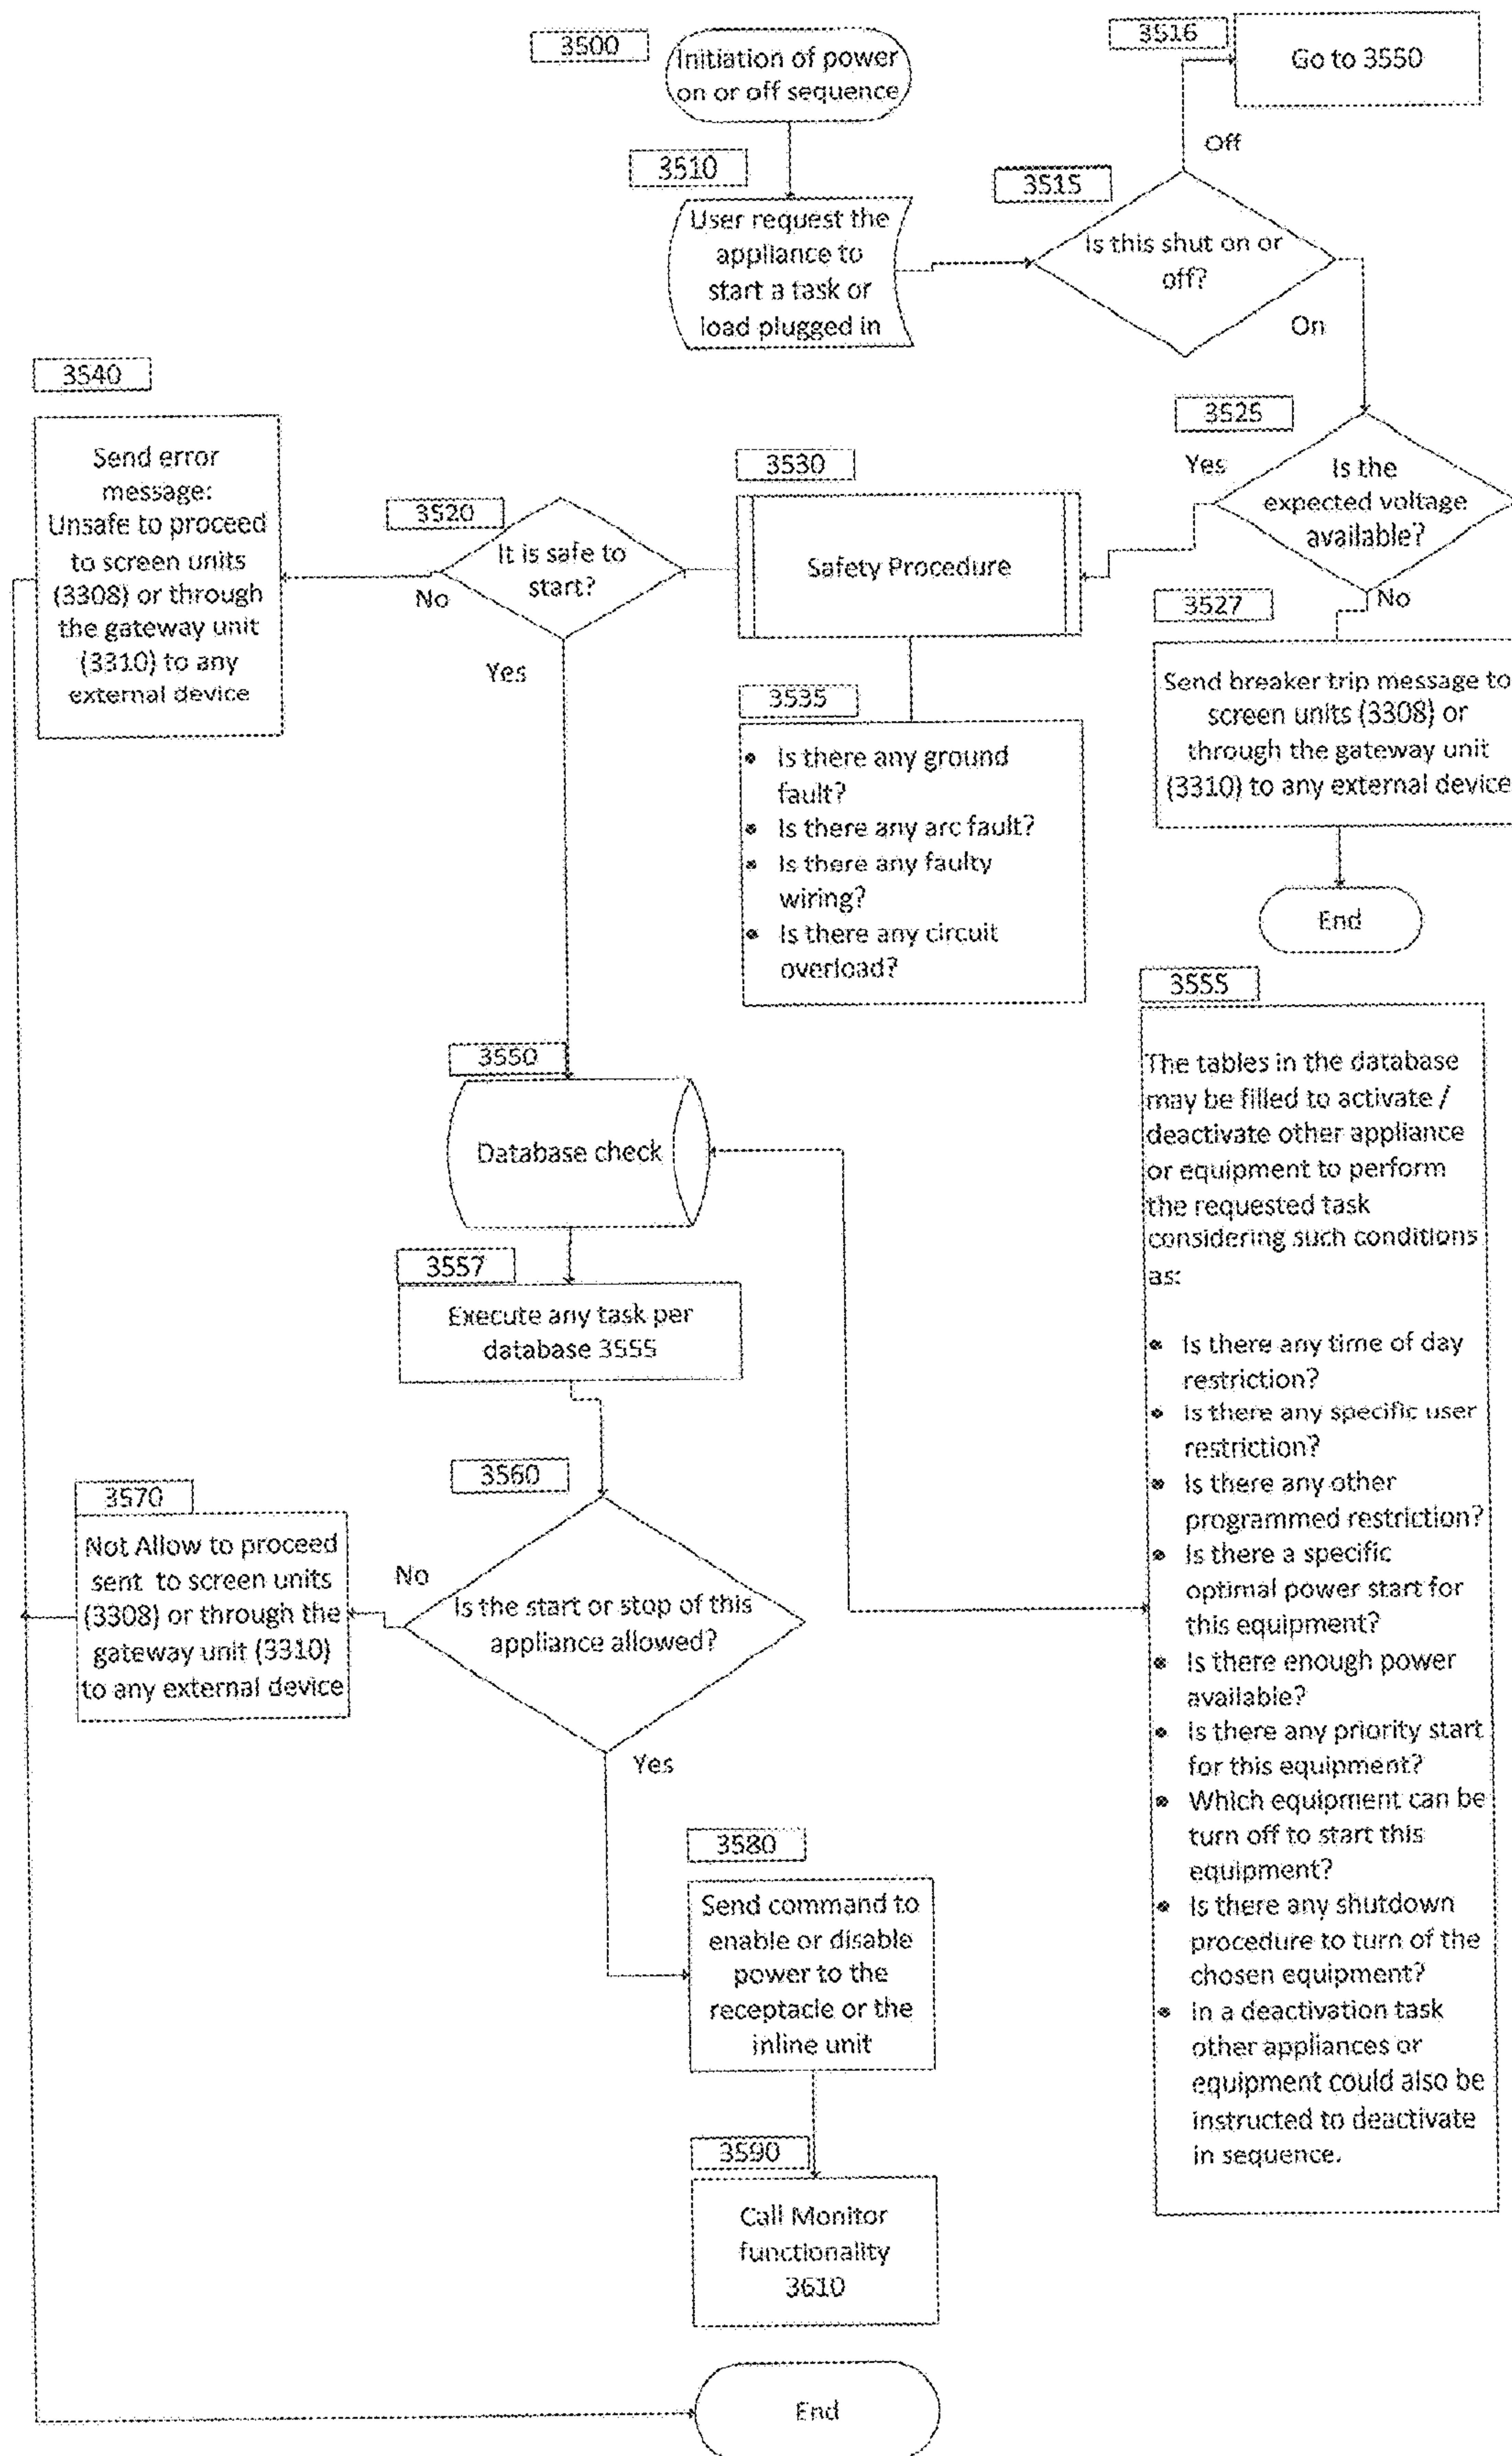 3500
Initiation of power
on or off sequence
3510
User request the
appliance to
start a task or
load plugged in
3515
Is this shut on or
off?
Off
3516
Go to 3550
On
3525
Is the
expected voltage
available?
Yes
No
3527
Send breaker trip message to
screen units (3308) or
through the gateway unit
(3310) to any external device
End
3530
Safety Procedure
3535
• Is there any ground
fault?
• Is there any arc fault?
• Is there any faulty
wiring?
• Is there any circuit
overload?
3520
It is safe to
start?
No
Yes
3540
Send error
message:
Unsafe to proceed
to screen units
(3308) or through
the gateway unit
(3310) to any
external device
3550
Database check
3555
The tables in the database
may be filled to activate /
deactivate other appliance
or equipment to perform
the requested task
considering such conditions
as:
• Is there any time of day
restriction?
• Is there any specific user
restriction?
• Is there any other
programmed restriction?
• Is there a specific
optimal power start for
this equipment?
• Is there enough power
available?
• Is there any priority start
for this equipment?
• Which equipment can be
turn off to start this
equipment?
• Is there any shutdown
procedure to turn of the
chosen equipment?
• In a deactivation task
other appliances or
equipment could also be
instructed to deactivate
in sequence.
3557
Execute any task per
database 3555
3560
Is the start or stop of this
appliance allowed?
No
Yes
3570
Not Allow to proceed
sent to screen units
(3308) or through the
gateway unit (3310)
to any external device
3580
Send command to
enable or disable
power to the
receptacle or the
inline unit
3590
Call Monitor
functionality
3610
End